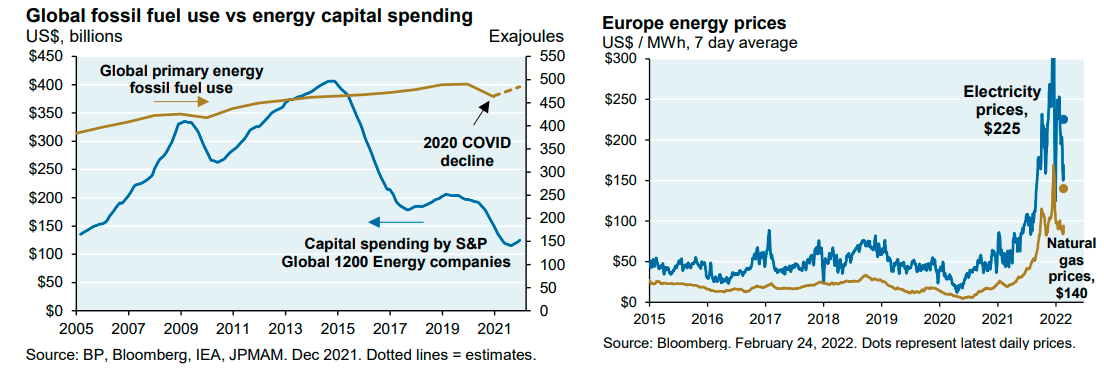 Global fossil fuel use vs energy capital spending
US$, billions
Exajoules
$450
$400
$350
$300
$250
$200
$150
$100
$50
$0
550
500
450
400
350
300
250
200
150
100
50
0
Global primary energy
fossil fuel use
2020 COVID
decline
Capital spending by S&P
Global 1200 Energy companies
2005 2007 2009 2011 2013 2015 2017 2019 2021
Source: BP, Bloomberg, IEA, JPMAM. Dec 2021. Dotted lines = estimates.
Europe energy prices
US$ / MWh, 7 day average
$300
$250
$200
$150
$100
$50
$0
Electricity
prices,
$225
Natural
gas
prices,
$140
2015 2016 2017 2018 2019 2020 2021 2022
Source: Bloomberg. February 24, 2022. Dots represent latest daily prices.